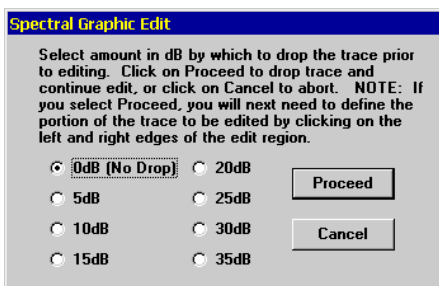 Spectral Graphic Edit
Select amount in dB by which to drop the trace prior
to editing. Click on Proceed to drop trace and
continue edit, or click on Cancel to abort. NOTE: If
you select Proceed, you will next need to define the
portion of the trace to be edited by clicking on the
left and right edges of the edit region.
0dB (No Drop) 20dB
5dB 25dB
10dB 30dB
15dB 35dB
Proceed
Cancel